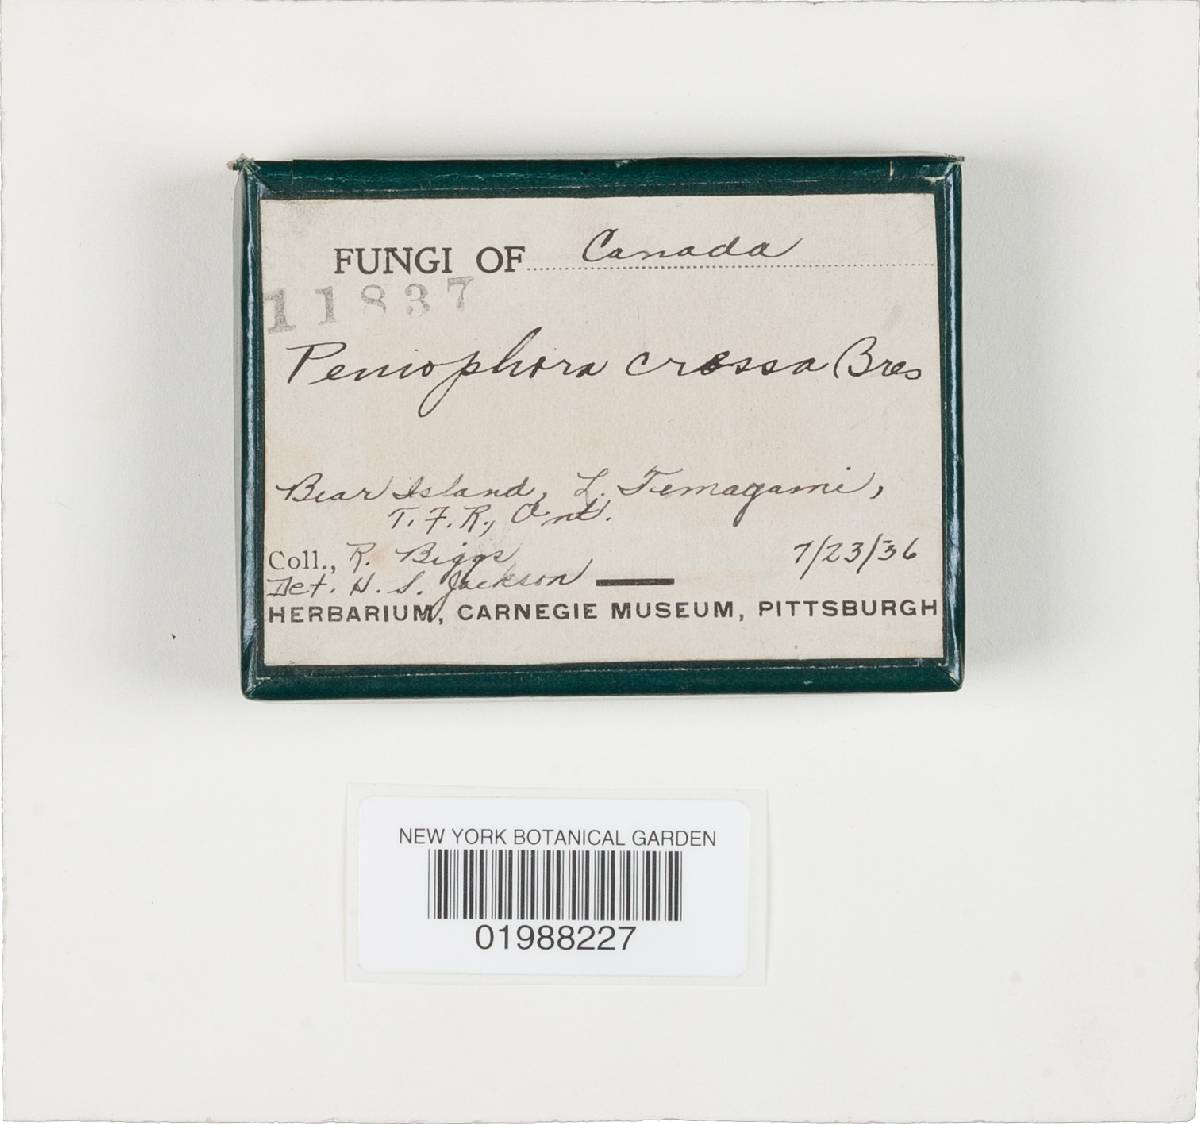 FUNGI OF Canada
11837
Peniophora crassa Bres
Bear Island, L. Temagami,
T. F. R., Ont.
Coll., R. Biggs 7/23/36
Det. H. S. Jackson
HERBARIUM, CARNEGIE MUSEUM, PITTSBURGH
NEW YORK BOTANICAL GARDEN
01988227